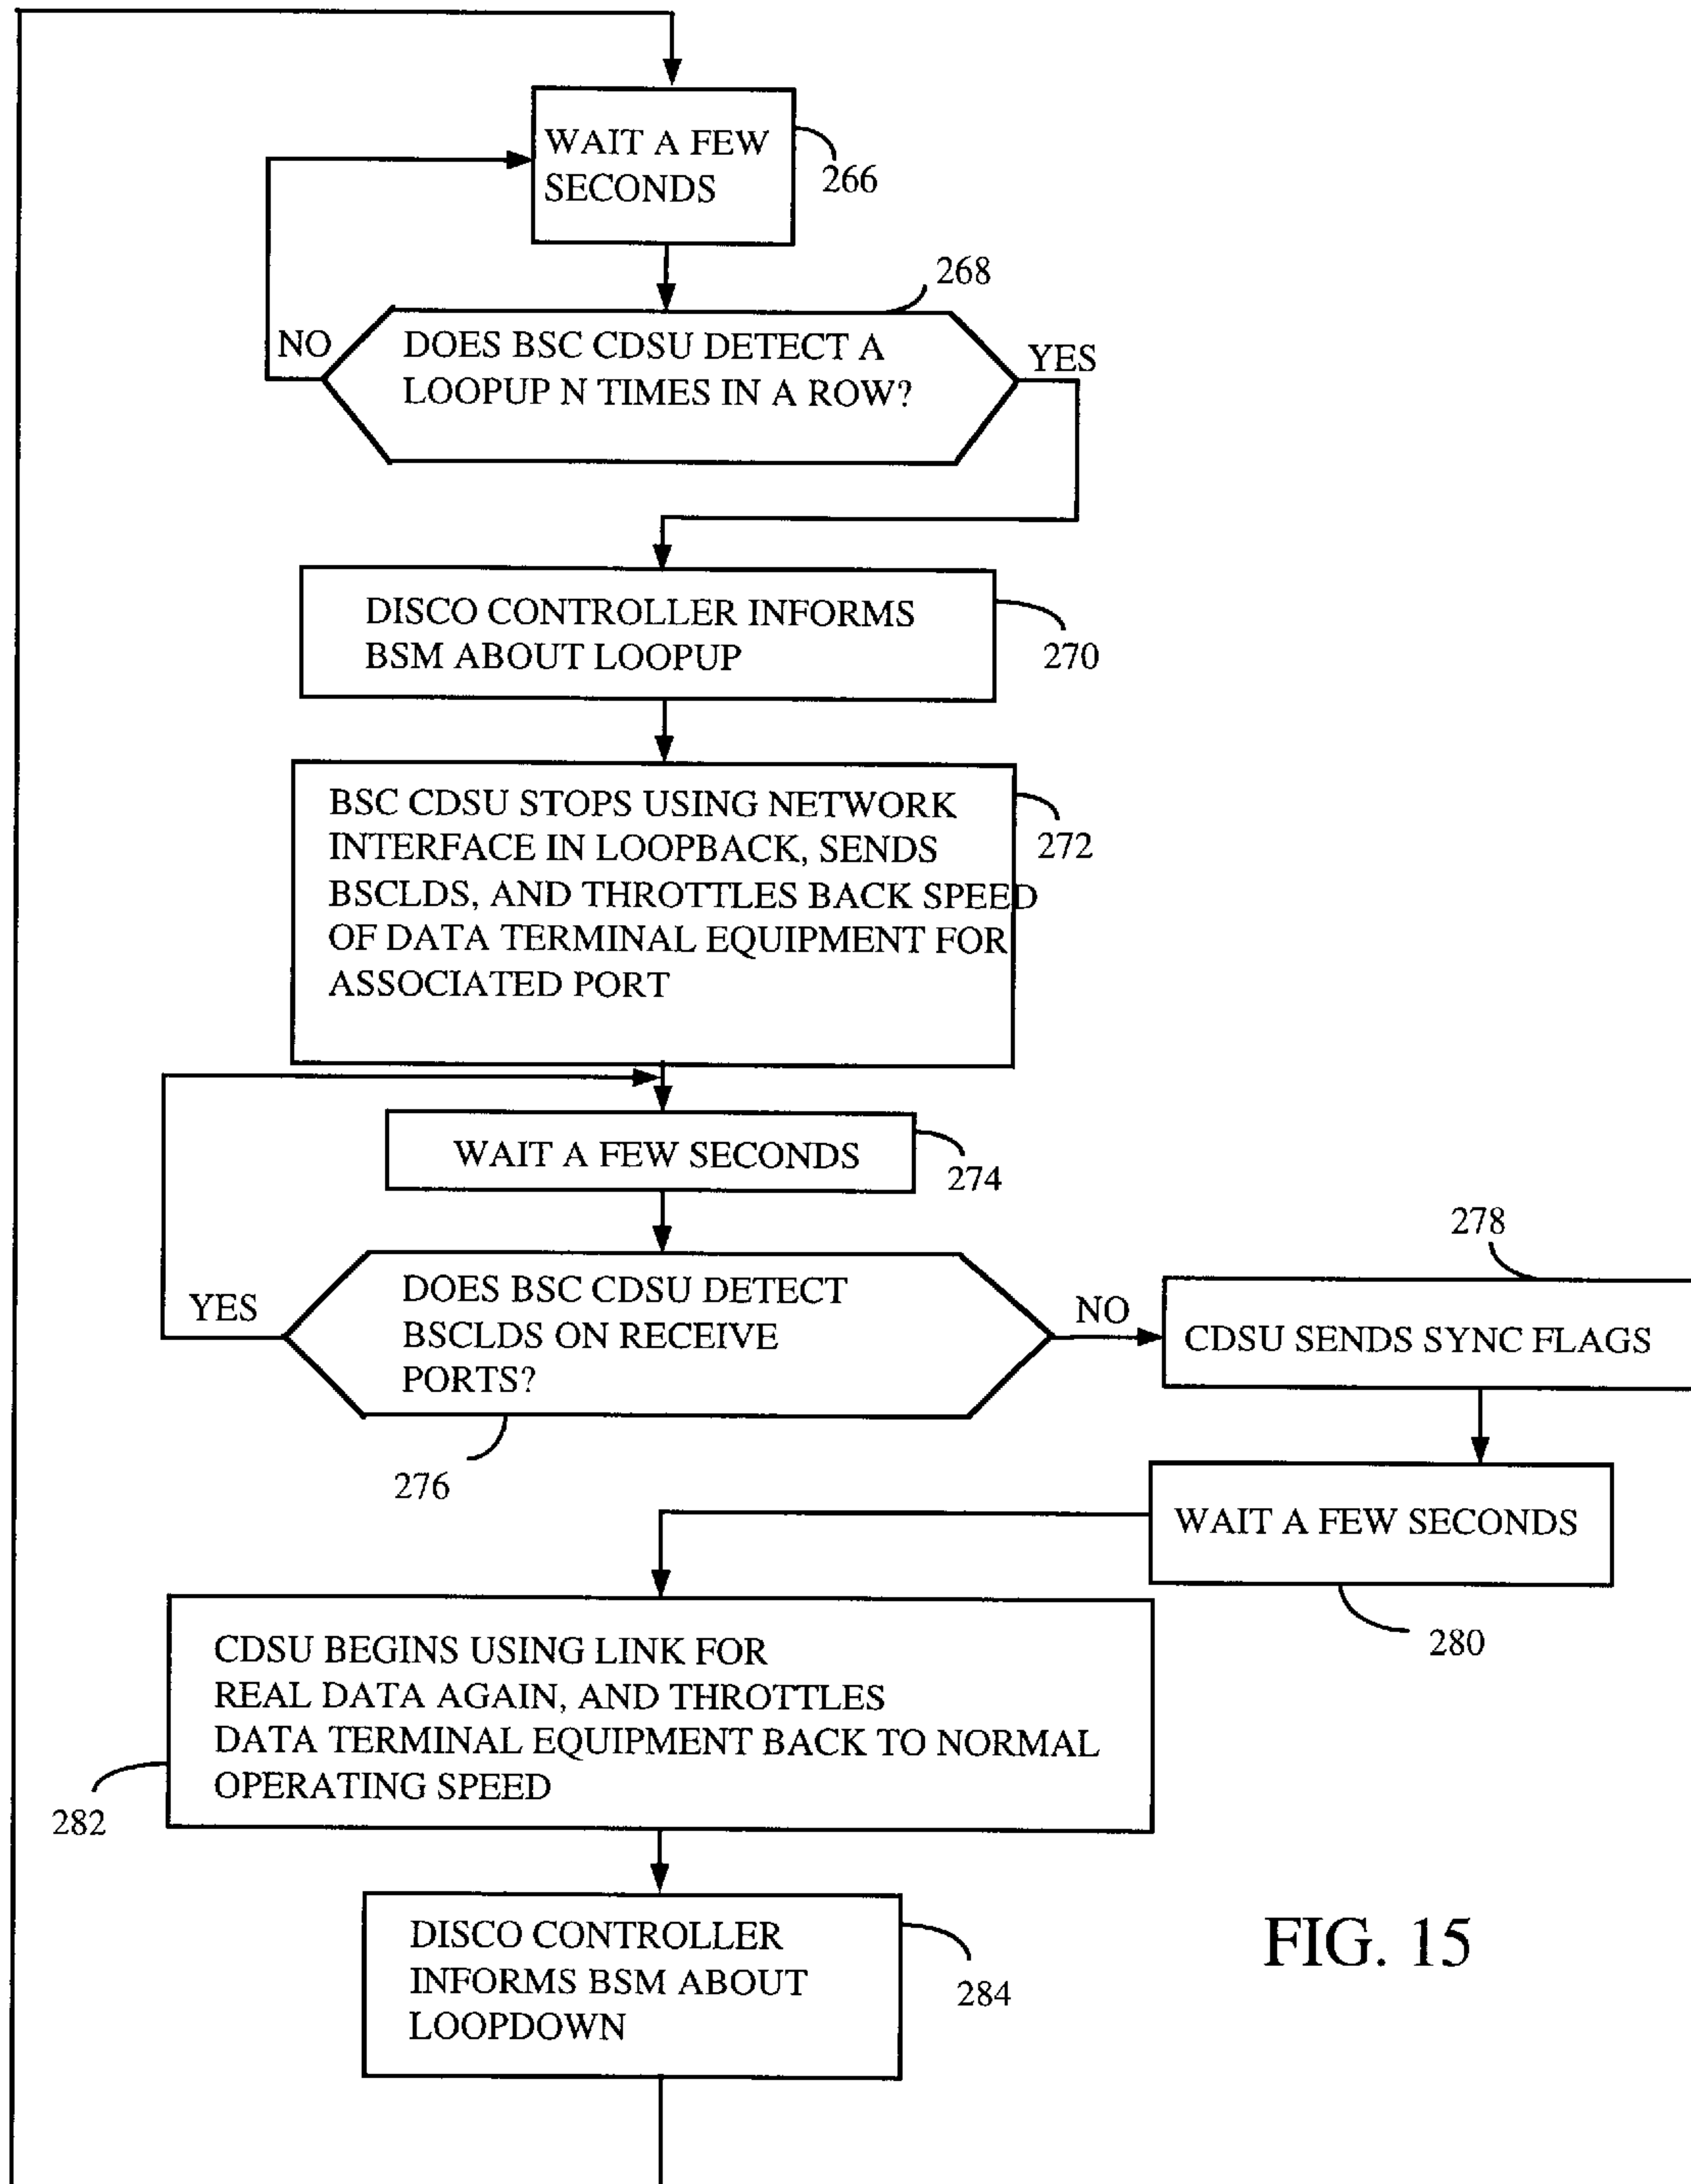 WAIT A FEW
SECONDS
266
268
NO
DOES BSC CDSU DETECT A
LOOPUP N TIMES IN A ROW?
YES
DISCO CONTROLLER INFORMS
BSM ABOUT LOOPUP
270
BSC CDSU STOPS USING NETWORK
INTERFACE IN LOOPBACK, SENDS
BSCLDS, AND THROTTLES BACK SPEED
OF DATA TERMINAL EQUIPMENT FOR
ASSOCIATED PORT
272
WAIT A FEW SECONDS
274
YES
DOES BSC CDSU DETECT
BSCLDS ON RECEIVE
PORTS?
276
NO
278
CDSU SENDS SYNC FLAGS
WAIT A FEW SECONDS
280
CDSU BEGINS USING LINK FOR
REAL DATA AGAIN, AND THROTTLES
DATA TERMINAL EQUIPMENT BACK TO NORMAL
OPERATING SPEED
282
DISCO CONTROLLER
INFORMS BSM ABOUT
LOOPDOWN
284
FIG. 15